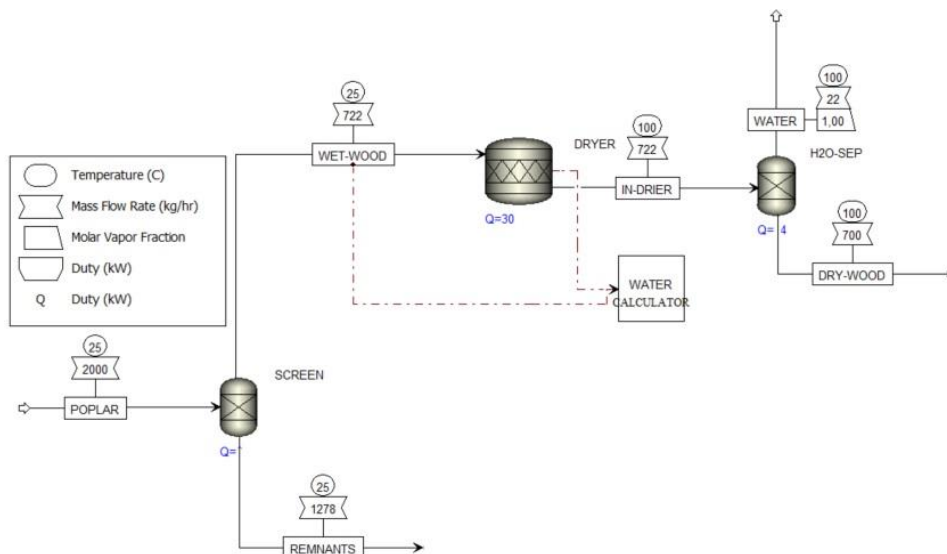 25
722
WET-WOOD
DRYER
Q=30
100
722
IN-DRIER
100
22
WATER
1,00
H2O-SEP
Q= 4
100
700
DRY-WOOD
WATER
CALCULATOR
Temperature (C)
Mass Flow Rate (kg/hr)
Molar Vapor Fraction
Duty (kW)
Q Duty (kW)
25
2000
POPLAR
SCREEN
Q=
25
1278
REMNANTS